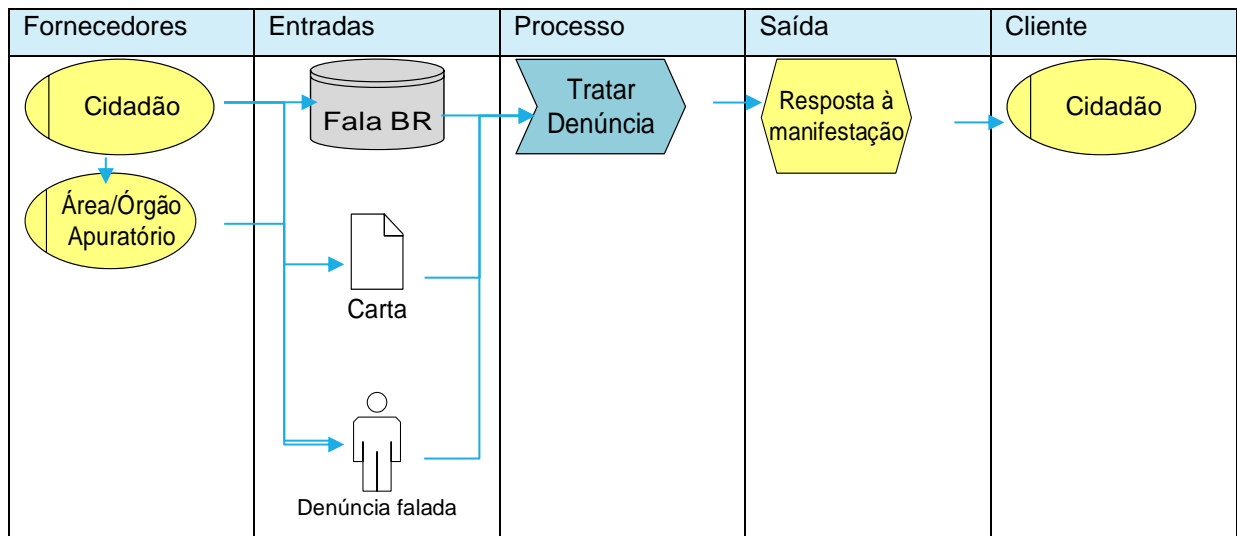 Fornecedores
Entradas
Processo
Saída
Cliente
Cidadão
Área/Órgão
Apuratório
Fala BR
Carta
Denúncia falada
Tratar
Denúncia
Resposta à
manifestação
Cidadão